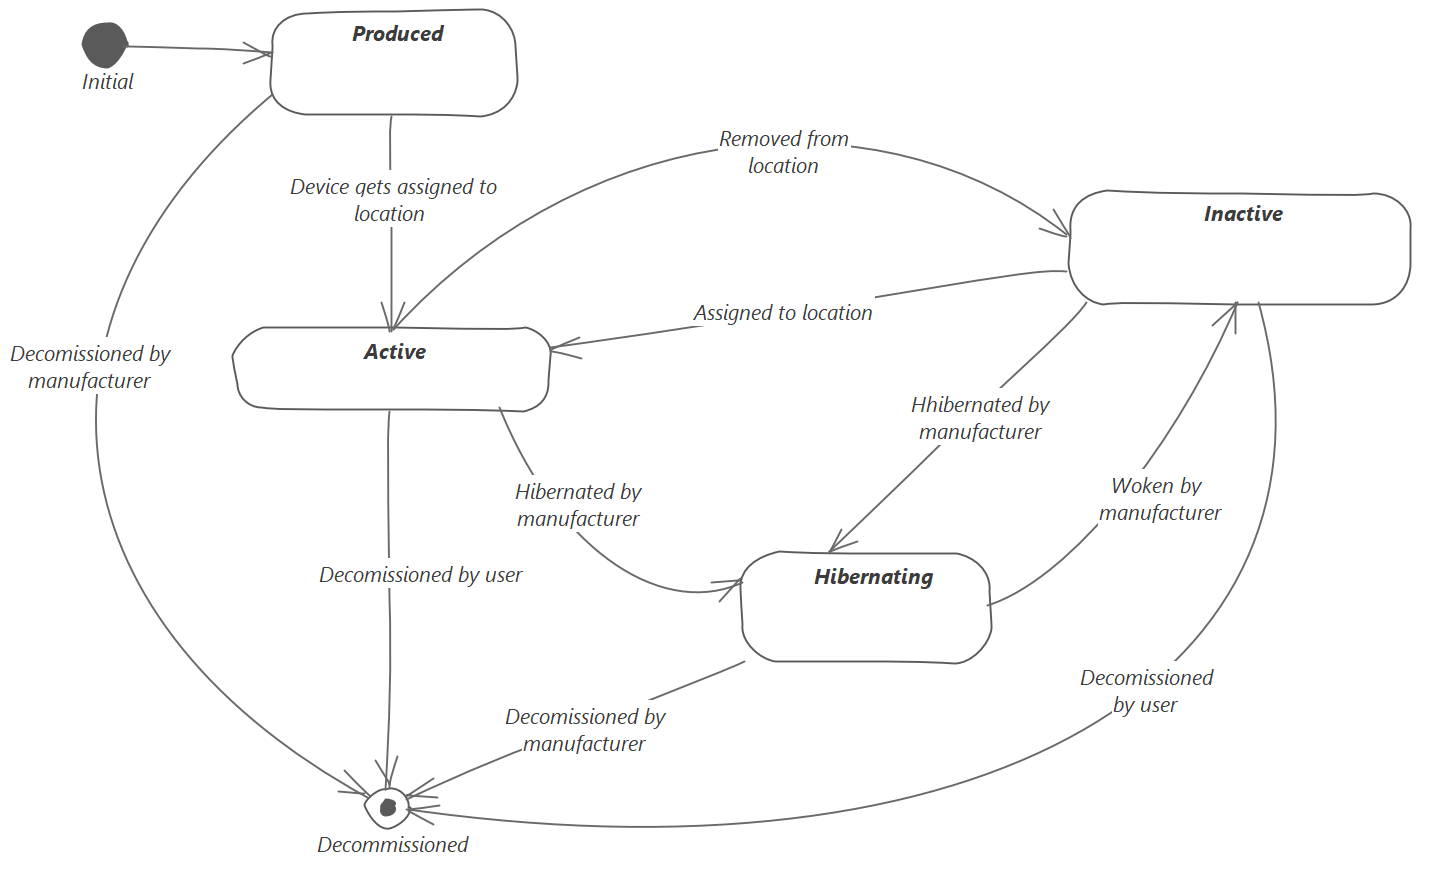 Produced
Initial
Removed from
location
Device gets assigned to
location
Inactive
Assigned to location
Active
Decomissioned by
manufacturer
Hhibernated by
manufacturer
Hibernated by
manufacturer
Woken by
manufacturer
Decomissioned by user
Hibernating
Decomissioned
by user
Decomissioned by
manufacturer
Decommissioned